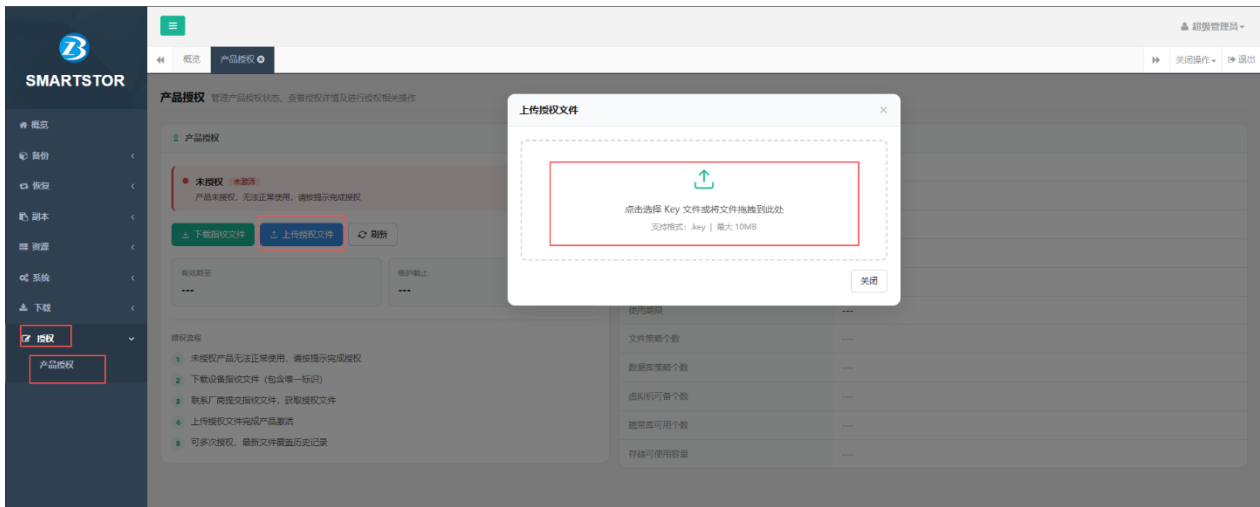 SMARTSTOR
概览
备份
恢复
副本
资源
系统
下载
授权
产品授权
超级管理员
概览
产品授权
关闭操作
退出
产品授权 管理产品授权状态、查看授权详情及进行授权相关操作
产品授权
未授权 未激活
产品未授权，无法正常使用，请按提示完成授权
下载指纹文件
上传授权文件
刷新
有效期至
---
维护截止
---
授权流程
1 未授权产品无法正常使用，请按提示完成授权
2 下载设备指纹文件（包含唯一标识）
3 联系厂商提交指纹文件，获取授权文件
4 上传授权文件完成产品激活
5 可多次授权，最新文件覆盖历史记录
上传授权文件
点击选择 Key 文件或将文件拖拽到此处
支持格式：.key | 最大 10MB
关闭
使用期限 ---
文件策略个数 ---
数据库策略个数 ---
虚拟机可备个数 ---
磁带库可用个数 ---
存储可使用容量 ---